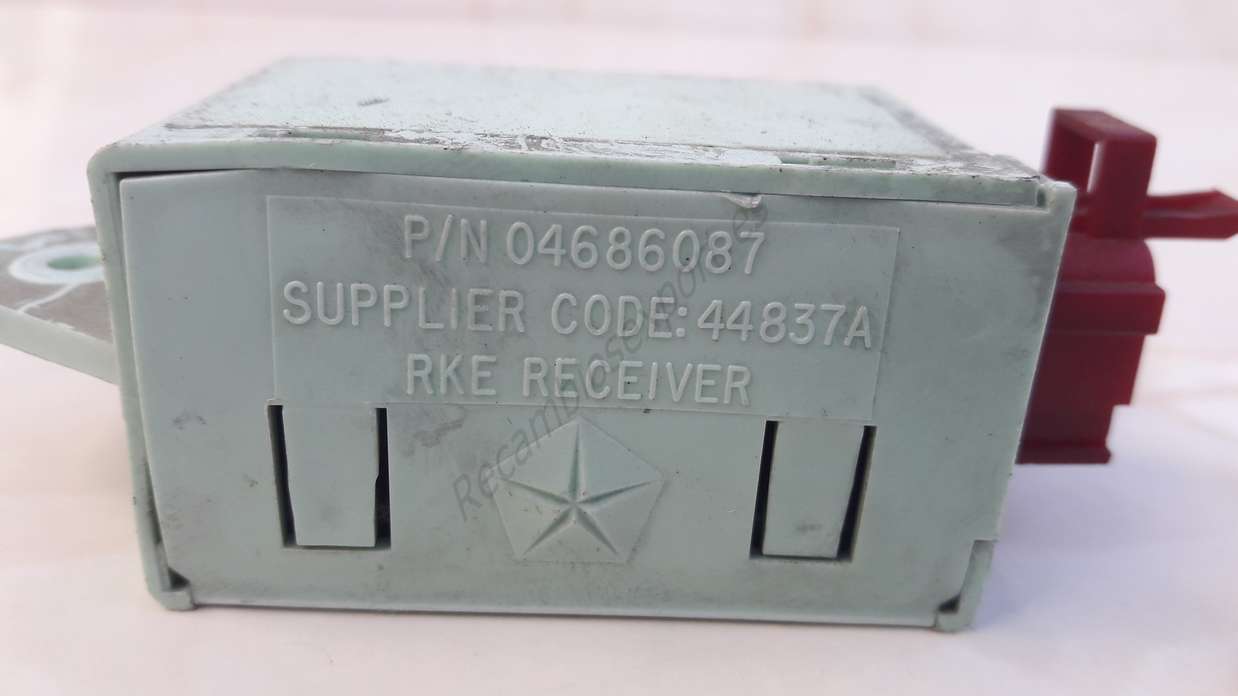 P/N 04686087
SUPPLIER CODE: 44837A
RKE RECEIVER